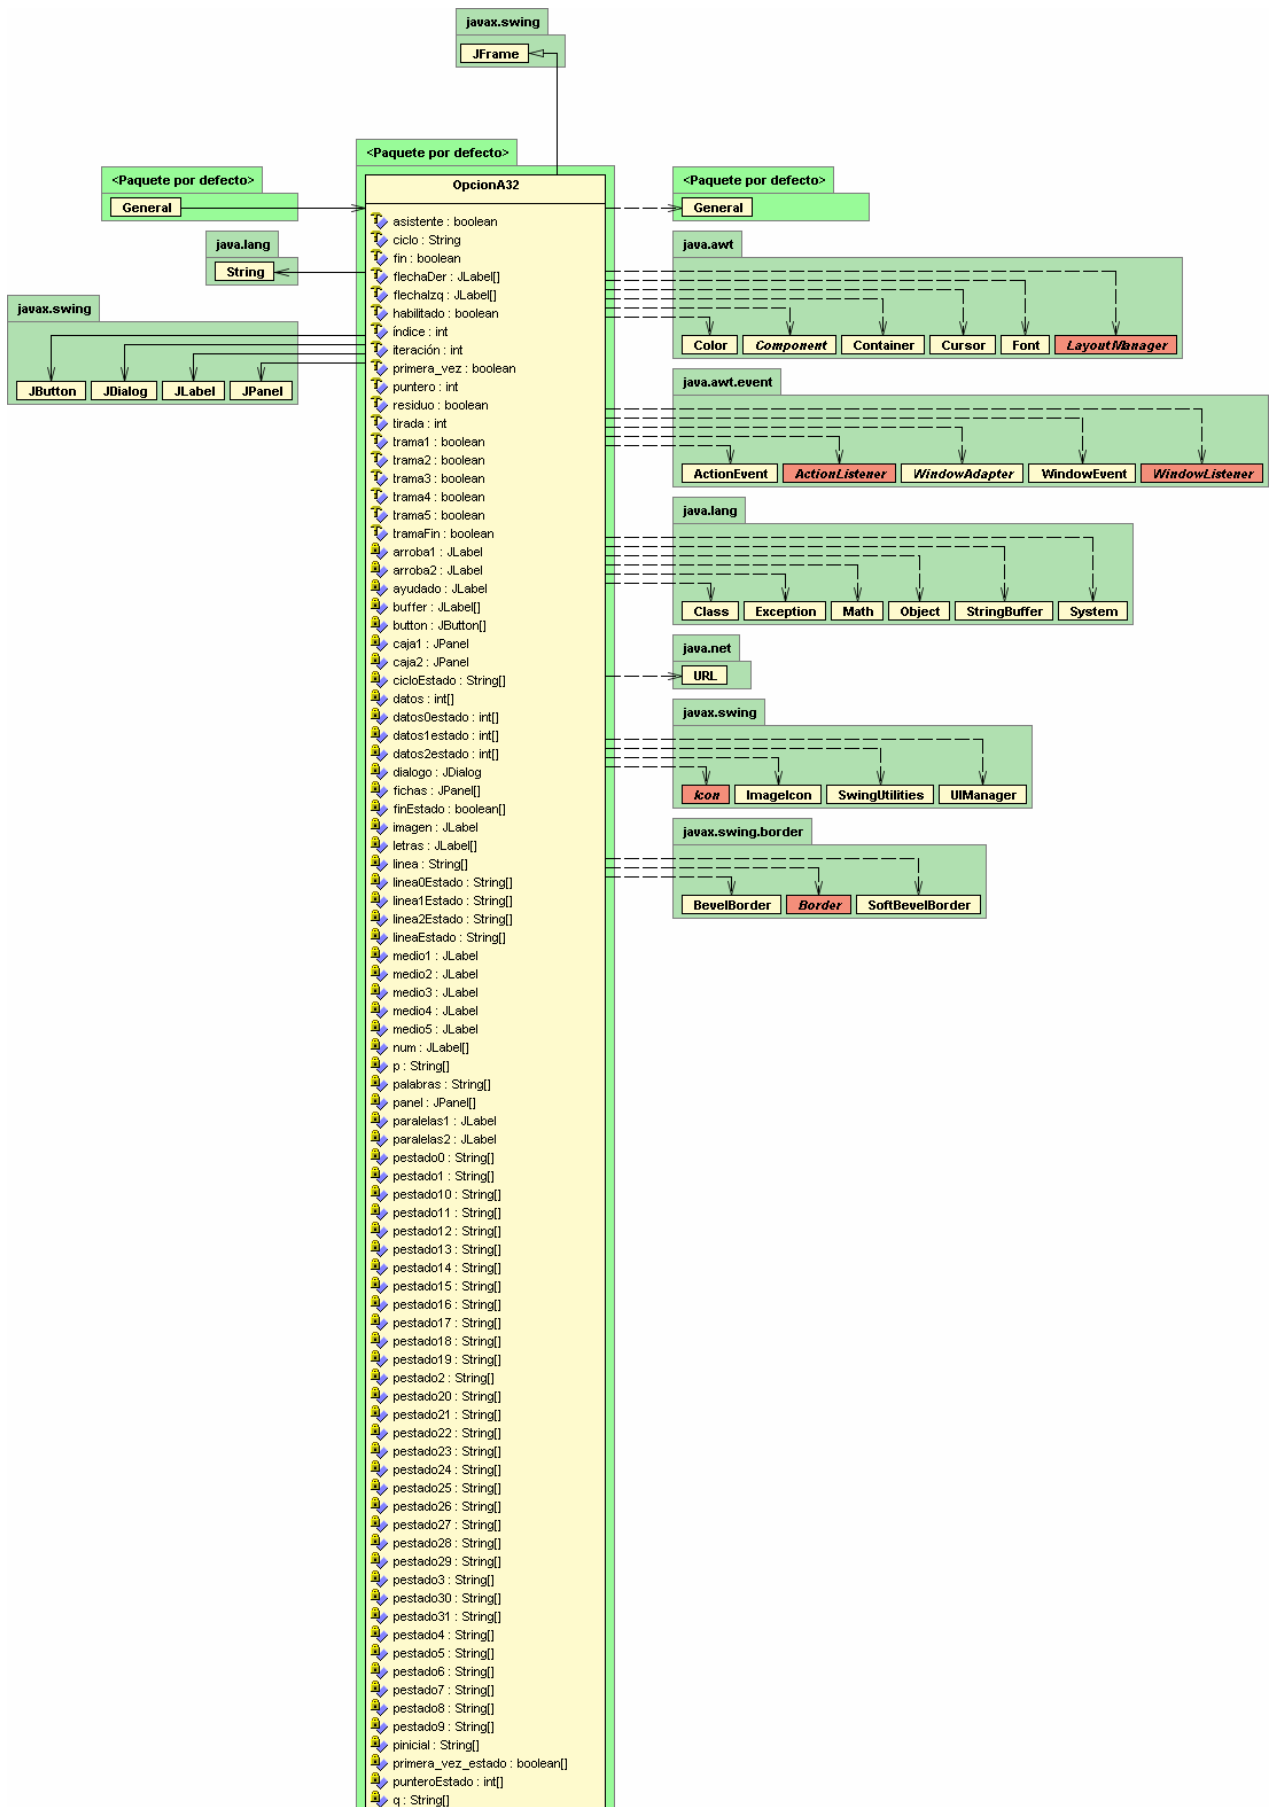 javax.swing
JFrame
<Paquete por defecto>
General
java.lang
String
javax.swing
JButton
JDialog
JLabel
JPanel
<Paquete por defecto>
OpcionA32
asistente : boolean
ciclo : String
fin : boolean
flechaDer : JLabel[]
flechaIzq : JLabel[]
habilitado : boolean
índice : int
iteración : int
primera_vez : boolean
puntero : int
residuo : boolean
tirada : int
trama1 : boolean
trama2 : boolean
trama3 : boolean
trama4 : boolean
trama5 : boolean
tramaFin : boolean
arroba1 : JLabel
arroba2 : JLabel
ayudado : JLabel
buffer : JLabel[]
button : JButton[]
caja1 : JPanel
caja2 : JPanel
cicloEstado : String[]
datos : int[]
datos0estado : int[]
datos1estado : int[]
datos2estado : int[]
dialogo : JDialog
fichas : JPanel[]
finEstado : boolean[]
imagen : JLabel
letras : JLabel[]
linea : String[]
linea0Estado : String[]
linea1Estado : String[]
linea2Estado : String[]
lineaEstado : String[]
medio1 : JLabel
medio2 : JLabel
medio3 : JLabel
medio4 : JLabel
medio5 : JLabel
num : JLabel[]
p : String[]
palabras : String[]
panel : JPanel[]
paralelas1 : JLabel
paralelas2 : JLabel
pestado0 : String[]
pestado1 : String[]
pestado10 : String[]
pestado11 : String[]
pestado12 : String[]
pestado13 : String[]
pestado14 : String[]
pestado15 : String[]
pestado16 : String[]
pestado17 : String[]
pestado18 : String[]
pestado19 : String[]
pestado2 : String[]
pestado20 : String[]
pestado21 : String[]
pestado22 : String[]
pestado23 : String[]
pestado24 : String[]
pestado25 : String[]
pestado26 : String[]
pestado27 : String[]
pestado28 : String[]
pestado29 : String[]
pestado3 : String[]
pestado30 : String[]
pestado31 : String[]
pestado4 : String[]
pestado5 : String[]
pestado6 : String[]
pestado7 : String[]
pestado8 : String[]
pestado9 : String[]
pinicial : String[]
primera_vez_estado : boolean[]
punteroEstado : int[]
q : String[]
<Paquete por defecto>
General
java.awt
Color
Component
Container
Cursor
Font
LayoutManager
java.awt.event
ActionEvent
ActionListener
WindowAdapter
WindowEvent
WindowListener
java.lang
Class
Exception
Math
Object
StringBuffer
System
java.net
URL
javax.swing
Icon
ImageIcon
SwingUtilities
UIManager
javax.swing.border
BevelBorder
Border
SoftBevelBorder